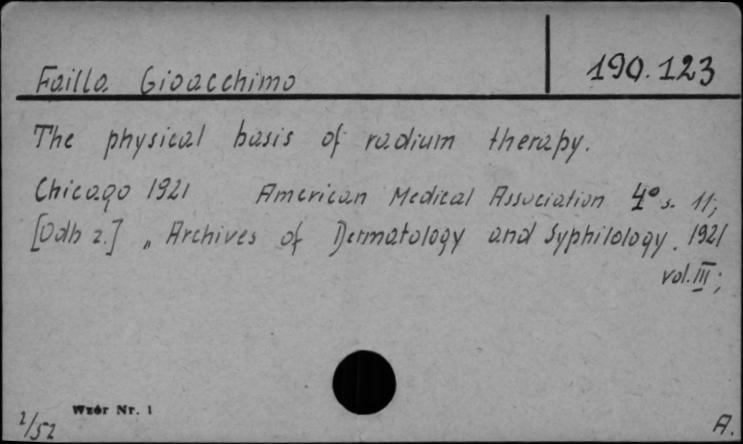 Failla Gioacchimo 190.123
The physical basis of radium therapy.
Chicago 1921 American Medical Association 4° s. 11;
[Odb z.] „ Archives of Dermatology and Syphilology. 1921
vol. III;
Wzór Nr. 1
1/52
A.